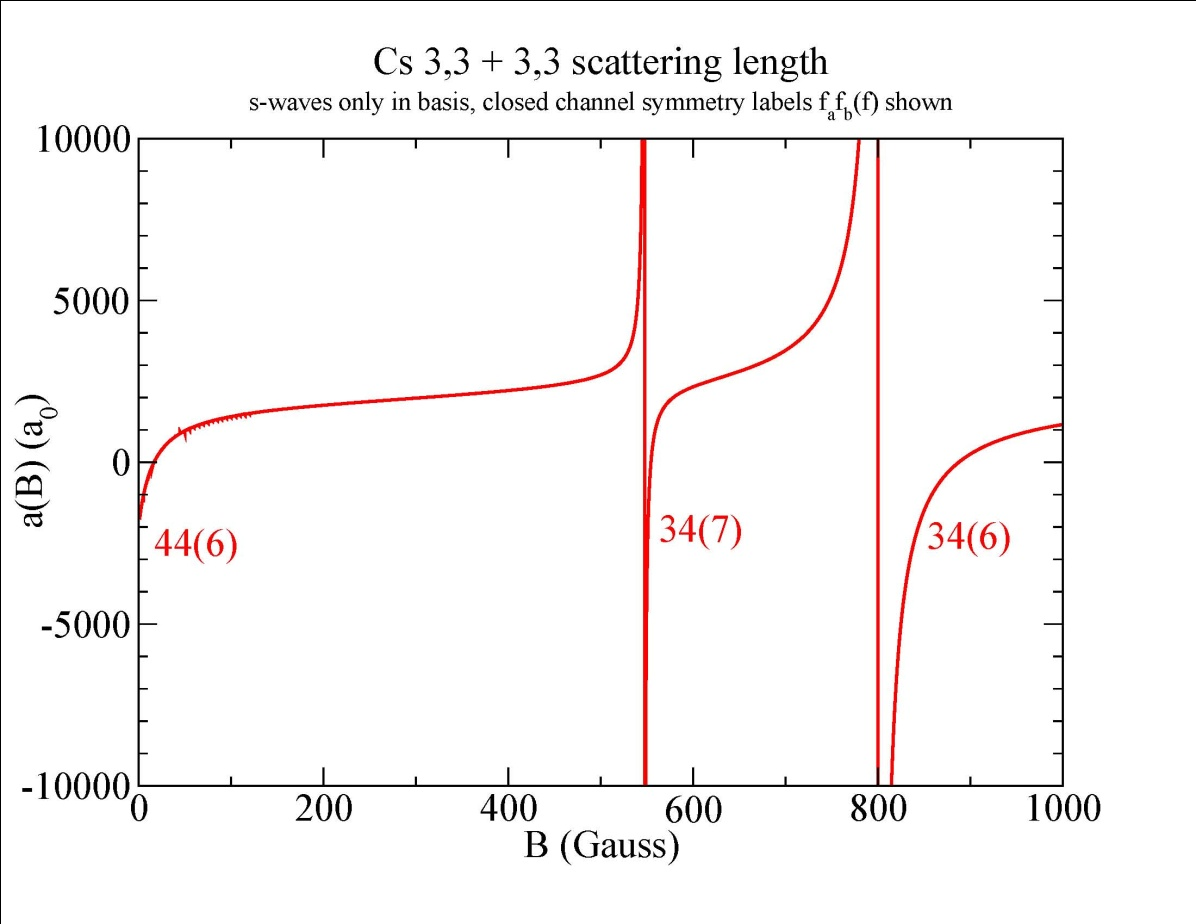 Cs 3,3 + 3,3 scattering length
s-waves only in basis, closed channel symmetry labels fafb(f) shown
10000
5000
0
-5000
-10000
a(B) (a0)
44(6)
34(7)
34(6)
0 200 400 600 800 1000
B (Gauss)